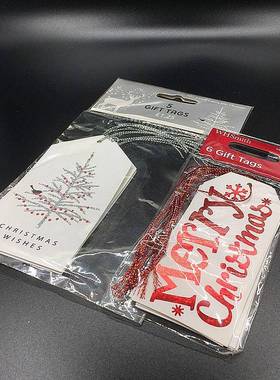 5
GIFT TAGS
CHRISTMAS
WISHES
WHSmith
6 Gift Tags
Merry
Christmas